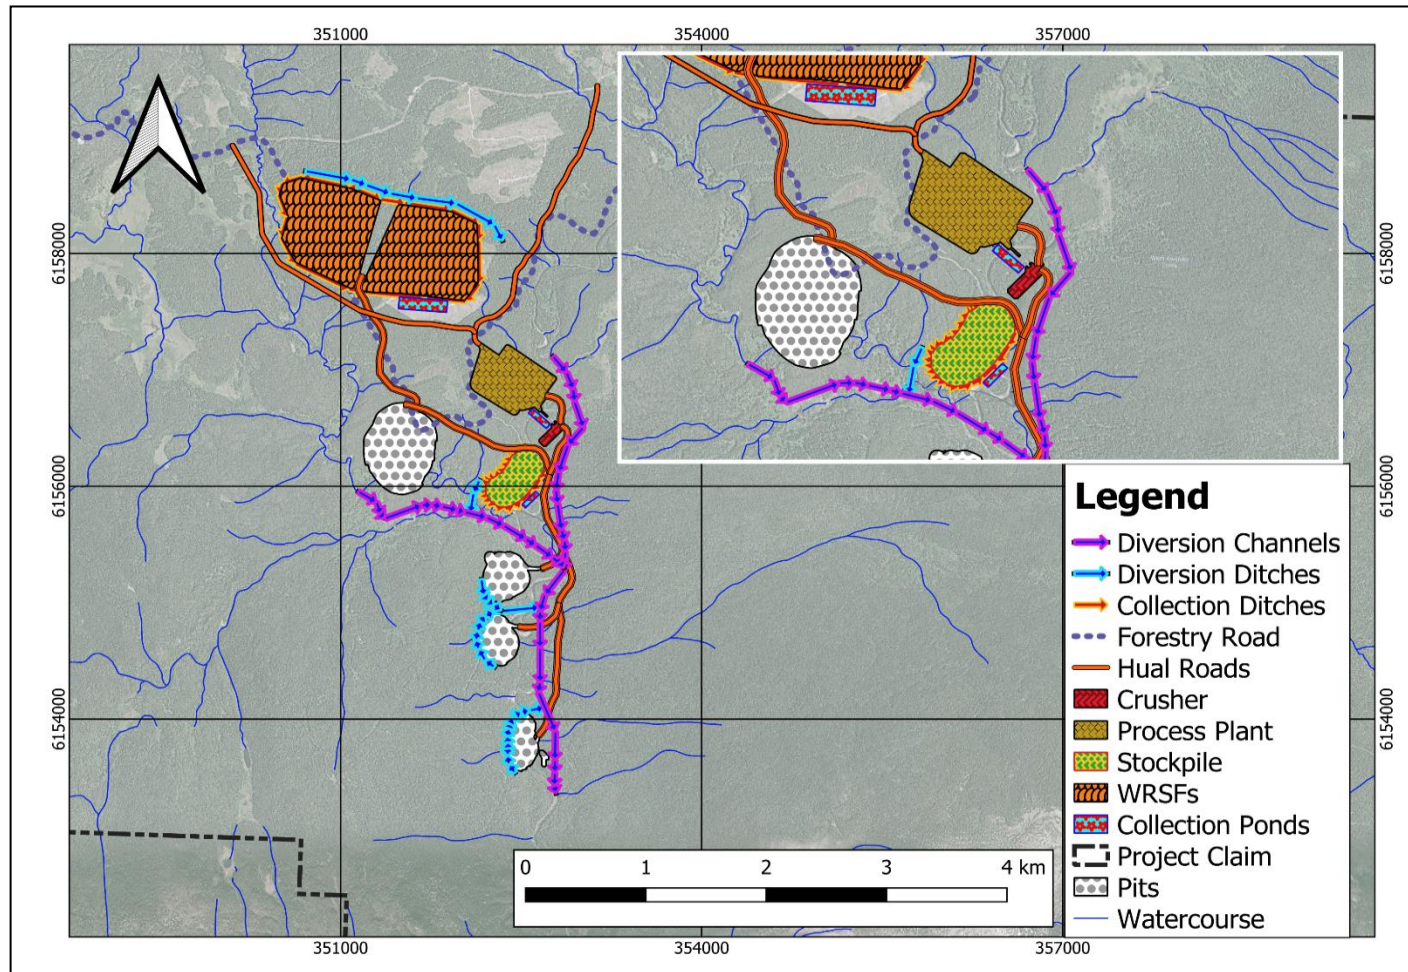 351000 354000 357000
6158000 6158000
6156000 6156000
6154000 6154000
Legend
Diversion Channels
Diversion Ditches
Collection Ditches
Forestry Road
Hual Roads
Crusher
Process Plant
Stockpile
WRSFs
Collection Ponds
Project Claim
Pits
Watercourse
0 1 2 3 4 km
351000 354000 357000